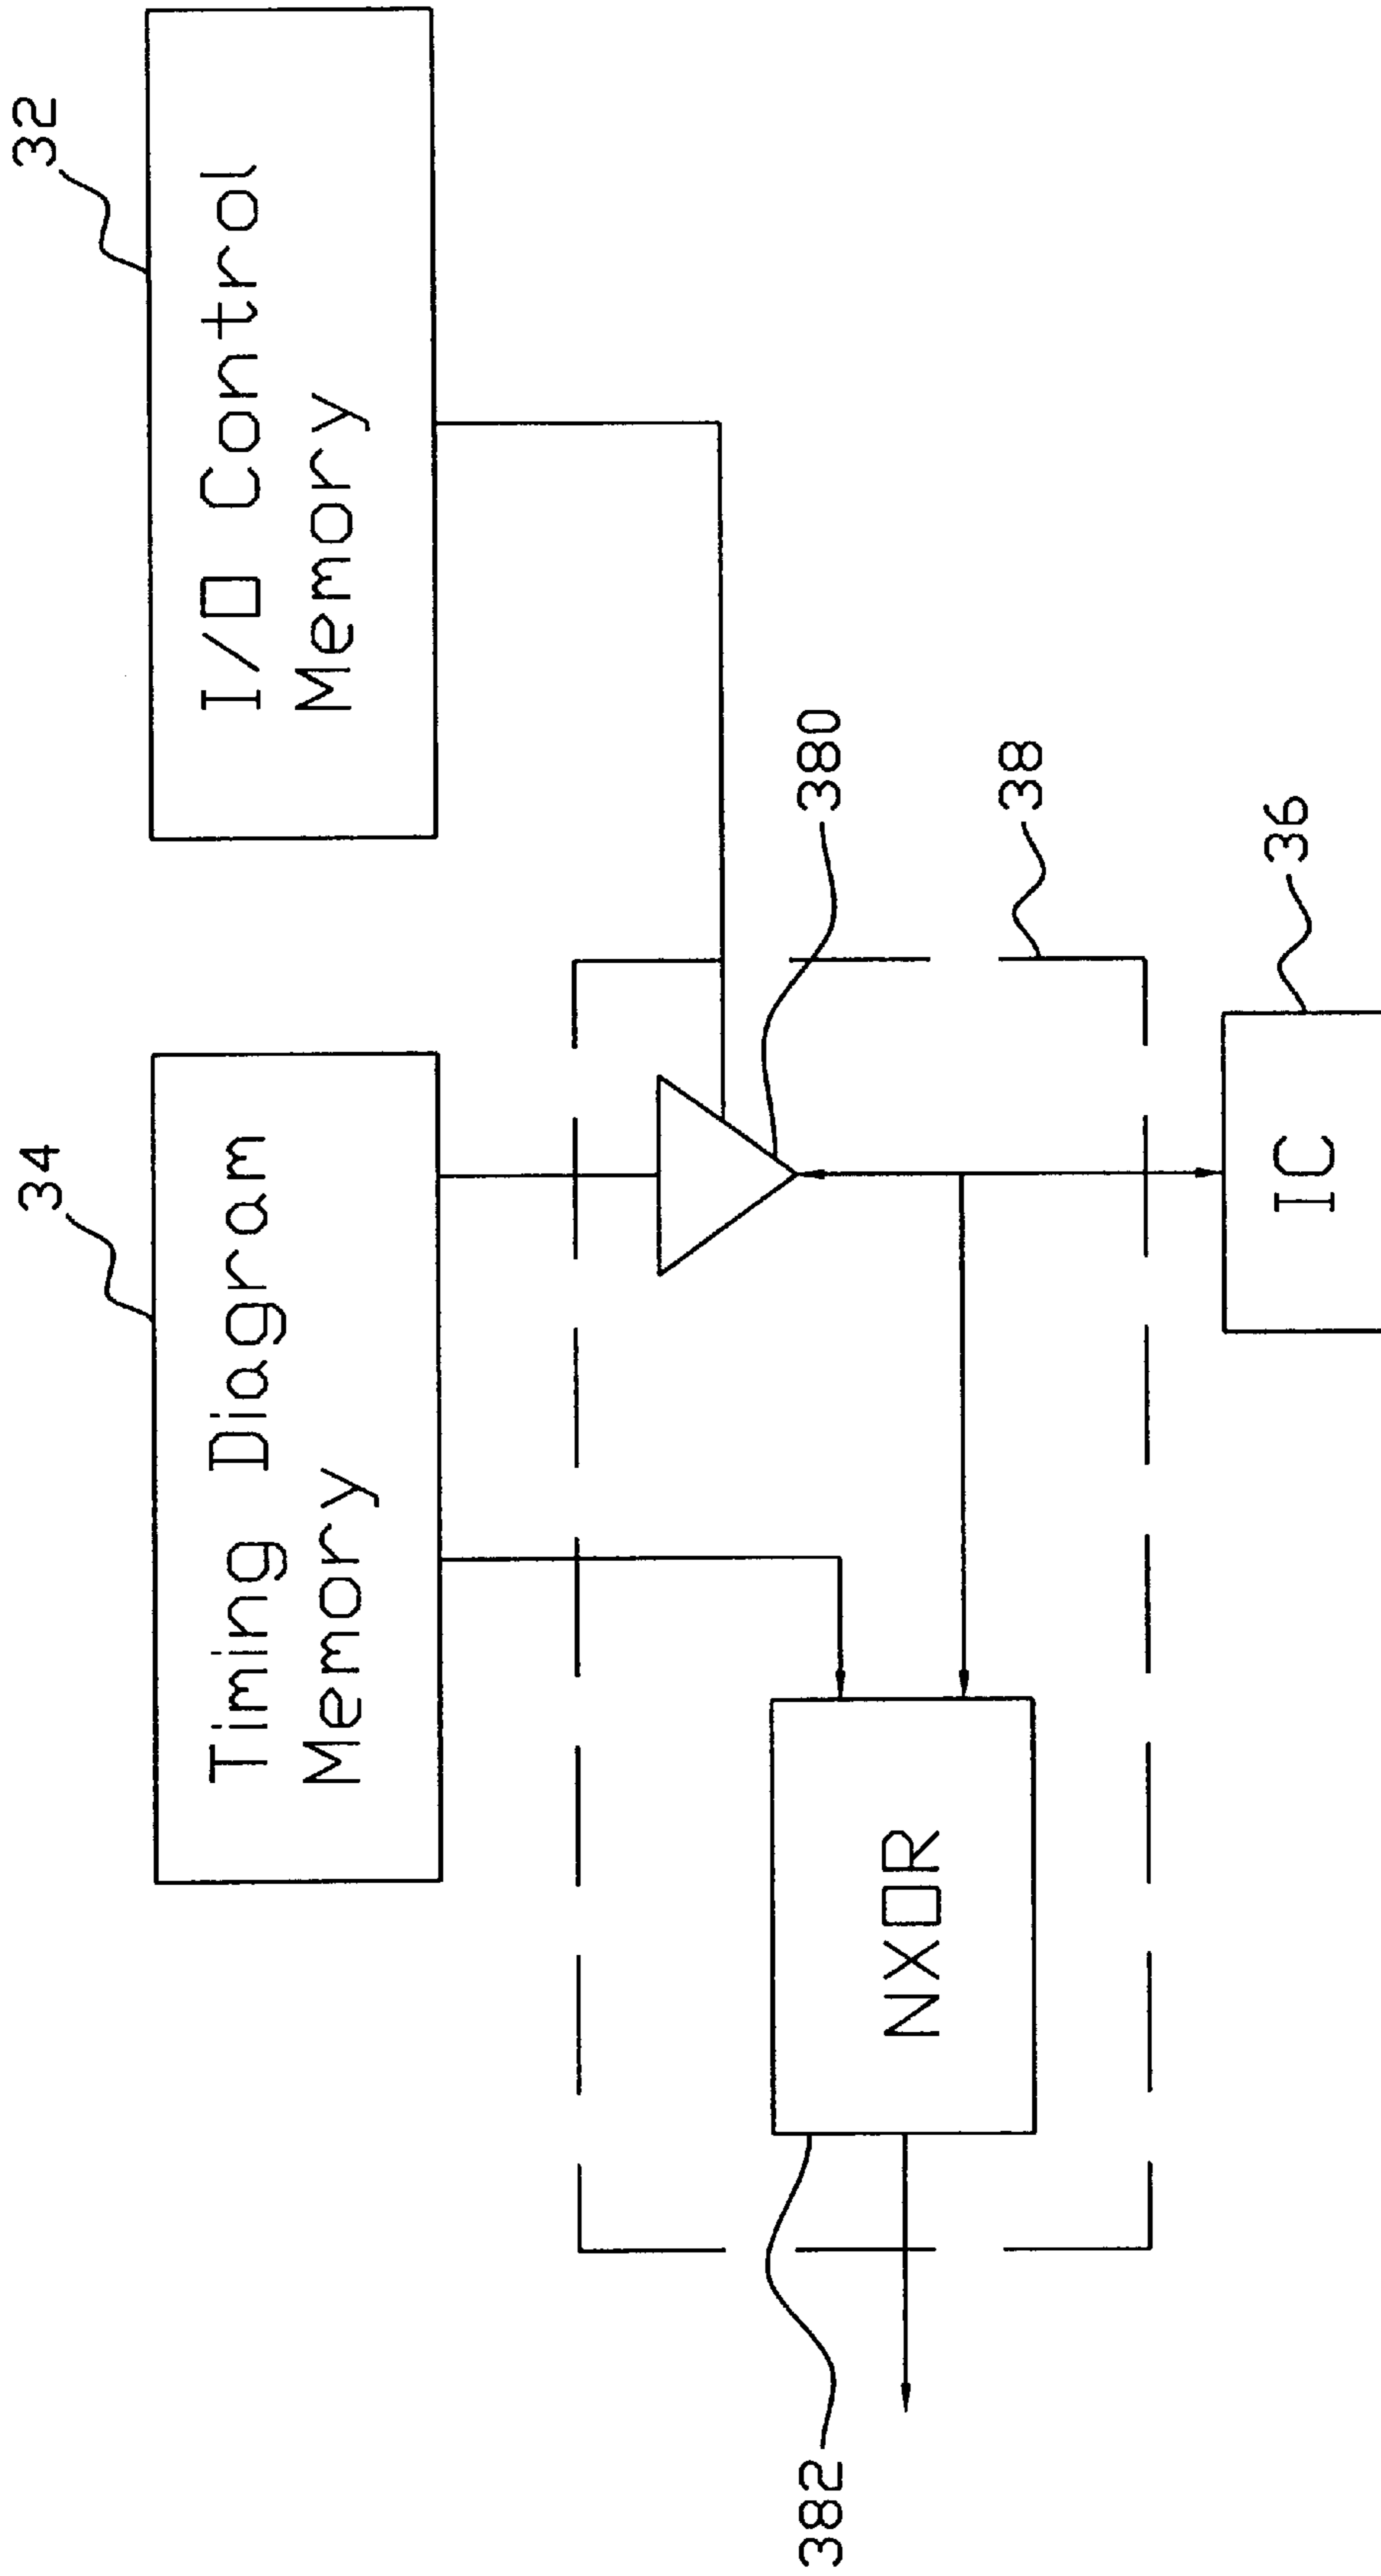 34
32
Timing Diagram
Memory
I/O Control
Memory
382
NXOR
380
38
IC
36